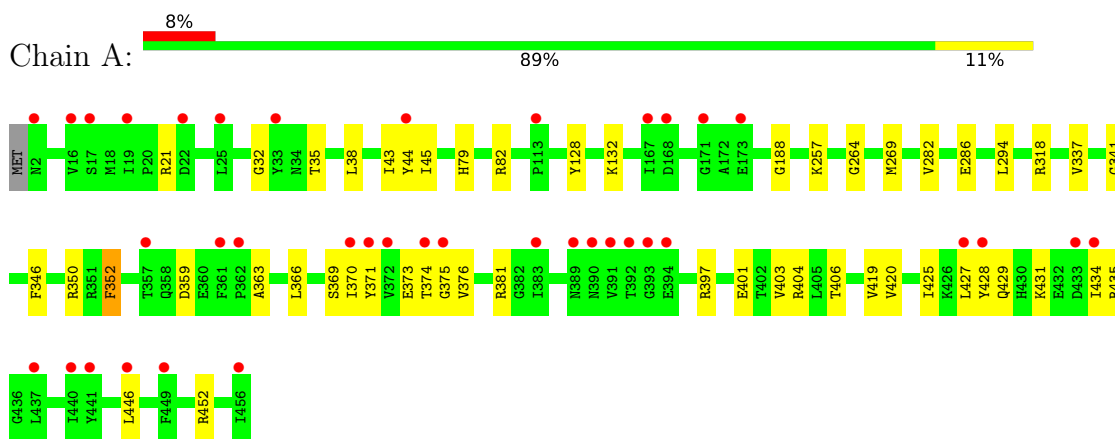 8%
Chain A:
89% 11%
MET N2 V16 S17 M18 I19 P20 R21 D22 L25 G32 Y33 N34 T35 L38 I43 Y44 I45 H79 R82 P113 Y128 K132 I167 D168 G171 A172 E173 G188 K257 G264 M269 V282 E286 L294 R318 V337 G341
F346 R350 R351 F352 T357 Q358 D359 E360 F361 P362 A363 L366 S369 I370 Y371 V372 E373 T374 G375 V376 R381 G382 I383 N389 N390 V391 T392 G393 E394 R397 E401 T402 V403 R404 L405 T406 V419 V420 I425 K426 L427 Y428 Q429 H430 K431 E432 D433 I434
G436 L437 I440 Y441 L446 F449 R452 I456